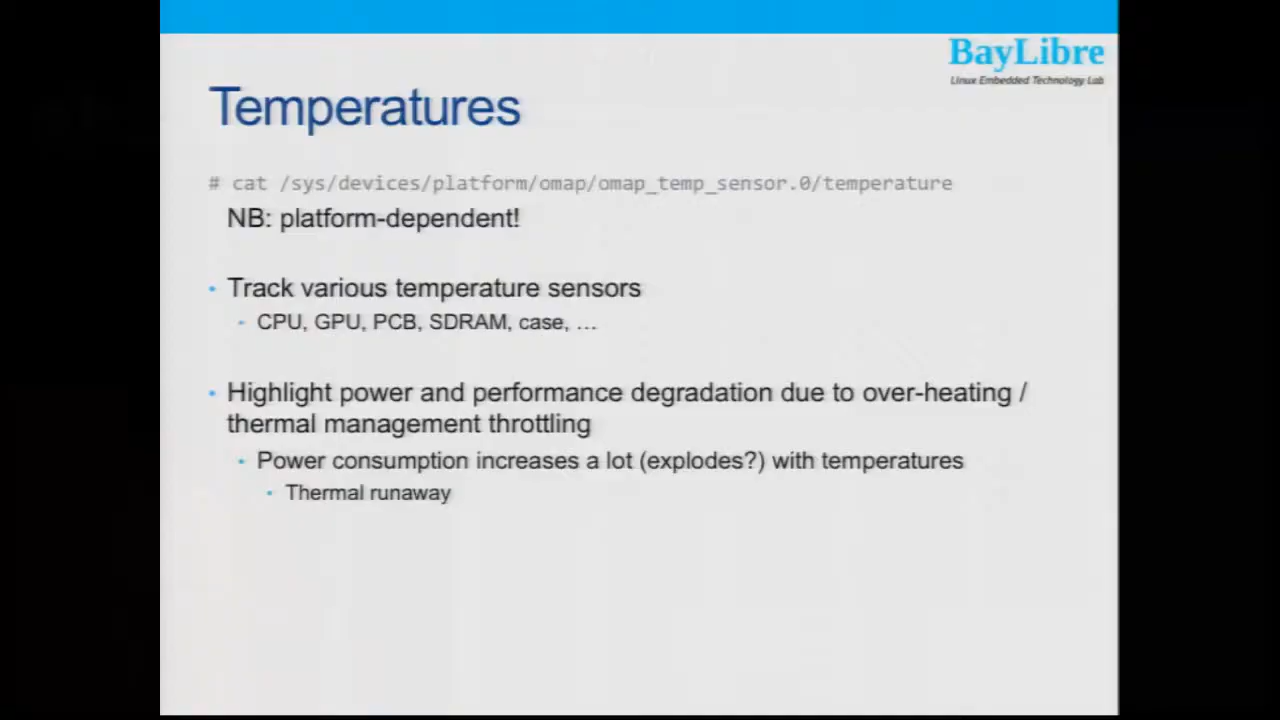 BayLibre
Linux Embedded Technology Lab
Temperatures
# cat /sys/devices/platform/omap/omap_temp_sensor.0/temperature
NB: platform-dependent!
• Track various temperature sensors
• CPU, GPU, PCB, SDRAM, case, …
• Highlight power and performance degradation due to over-heating /
thermal management throttling
• Power consumption increases a lot (explodes?) with temperatures
• Thermal runaway